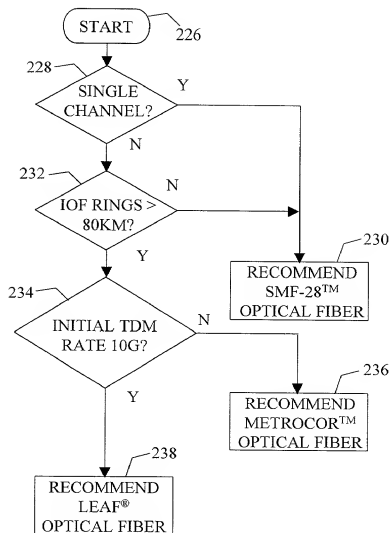 START
226
228
SINGLE
CHANNEL?
Y
N
232
IOF RINGS >
80KM?
N
Y
230
RECOMMEND
SMF-28™
OPTICAL FIBER
234
INITIAL TDM
RATE 10G?
N
Y
236
RECOMMEND
METROCOR™
OPTICAL FIBER
238
RECOMMEND
LEAF®
OPTICAL FIBER